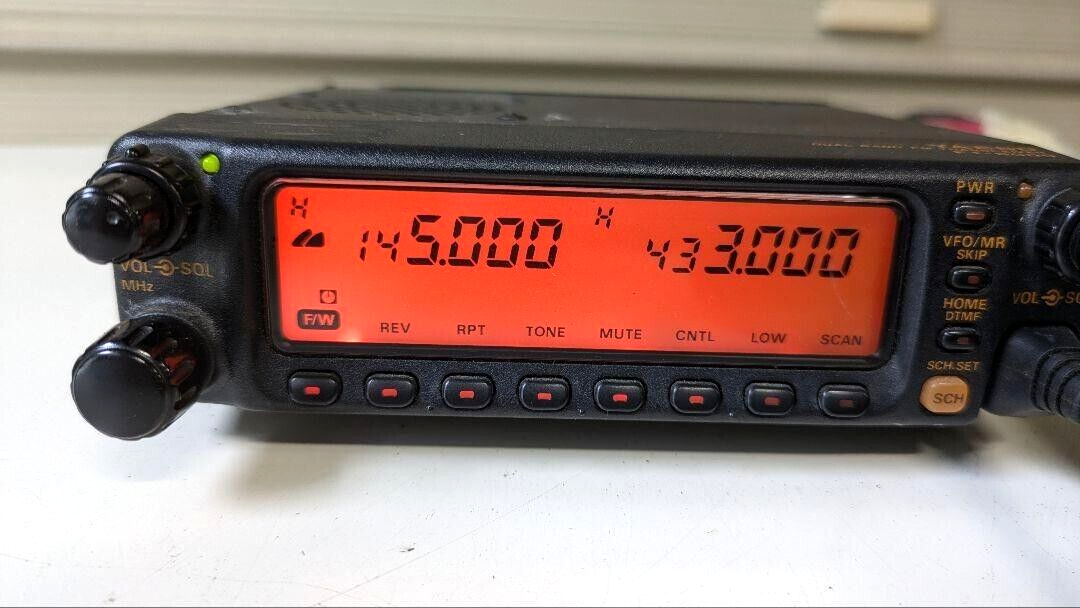 H 145.000 H 433.000
F/W REV RPT TONE MUTE CNTL LOW SCAN
VOL SQL
MHz
PWR
VFO/MR
SKIP
HOME
DTMF
SCH.SET
SCH
VOL